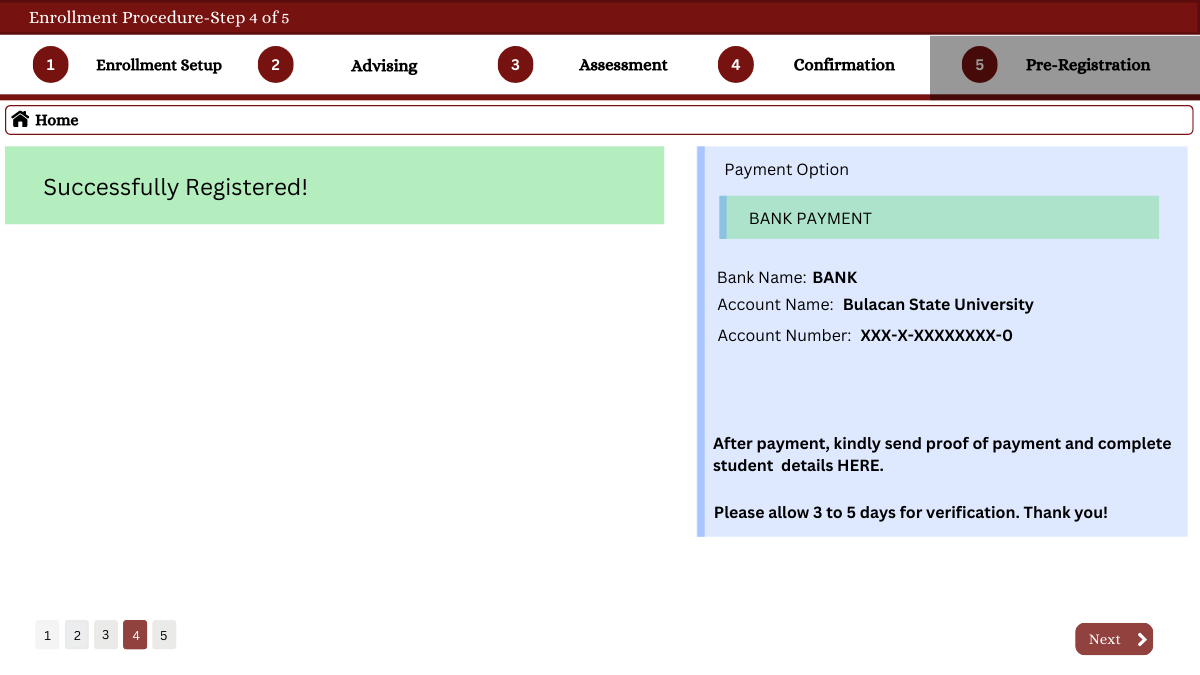 Enrollment Procedure-Step 4 of 5
1 Enrollment Setup 2 Advising 3 Assessment 4 Confirmation 5 Pre-Registration
Home
Successfully Registered!
Payment Option
BANK PAYMENT
Bank Name: BANK
Account Name: Bulacan State University
Account Number: XXX-X-XXXXXXXX-0
After payment, kindly send proof of payment and complete
student details HERE.
Please allow 3 to 5 days for verification. Thank you!
1 2 3 4 5
Next